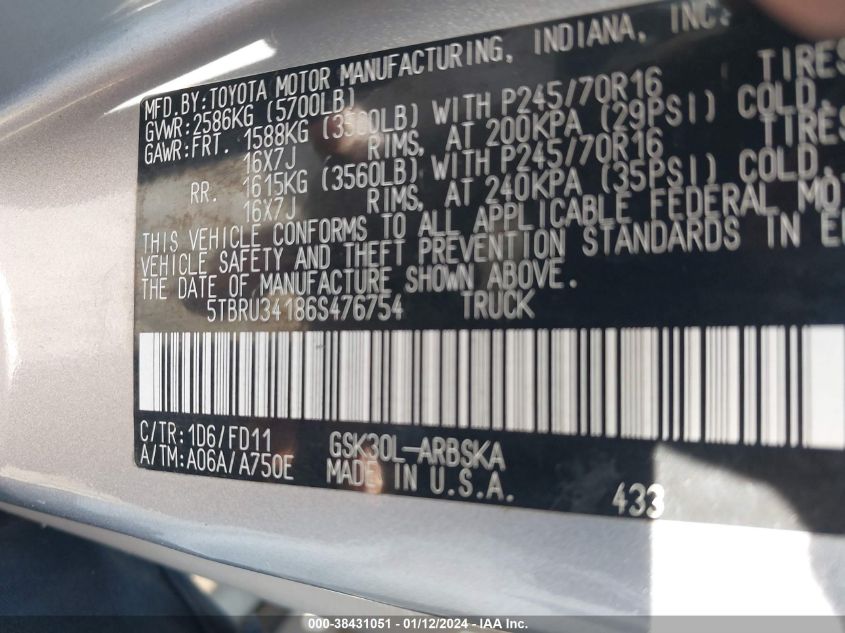 MFD.BY:TOYOTA MOTOR MANUFACTURING, INDIANA, INC.
GVWR:2586KG (5700LB)
GAWR:FRT. 1588KG (3500LB) WITH P245/70R16 TIRES
16X7J RIMS, AT 200KPA (29PSI) COLD.
RR. 1615KG (3560LB) WITH P245/70R16 TIRES
16X7J RIMS, AT 240KPA (35PSI) COLD.
THIS VEHICLE CONFORMS TO ALL APPLICABLE FEDERAL MO
VEHICLE SAFETY AND THEFT PREVENTION STANDARDS IN E
THE DATE OF MANUFACTURE SHOWN ABOVE.
5TBRU34186S476754 TRUCK
C/TR:1D6/FD11 GSK30L-ARBSKA
A/TM:A06A/A750E MADE IN U.S.A. 433
000-38431051 - 01/12/2024 - IAA Inc.